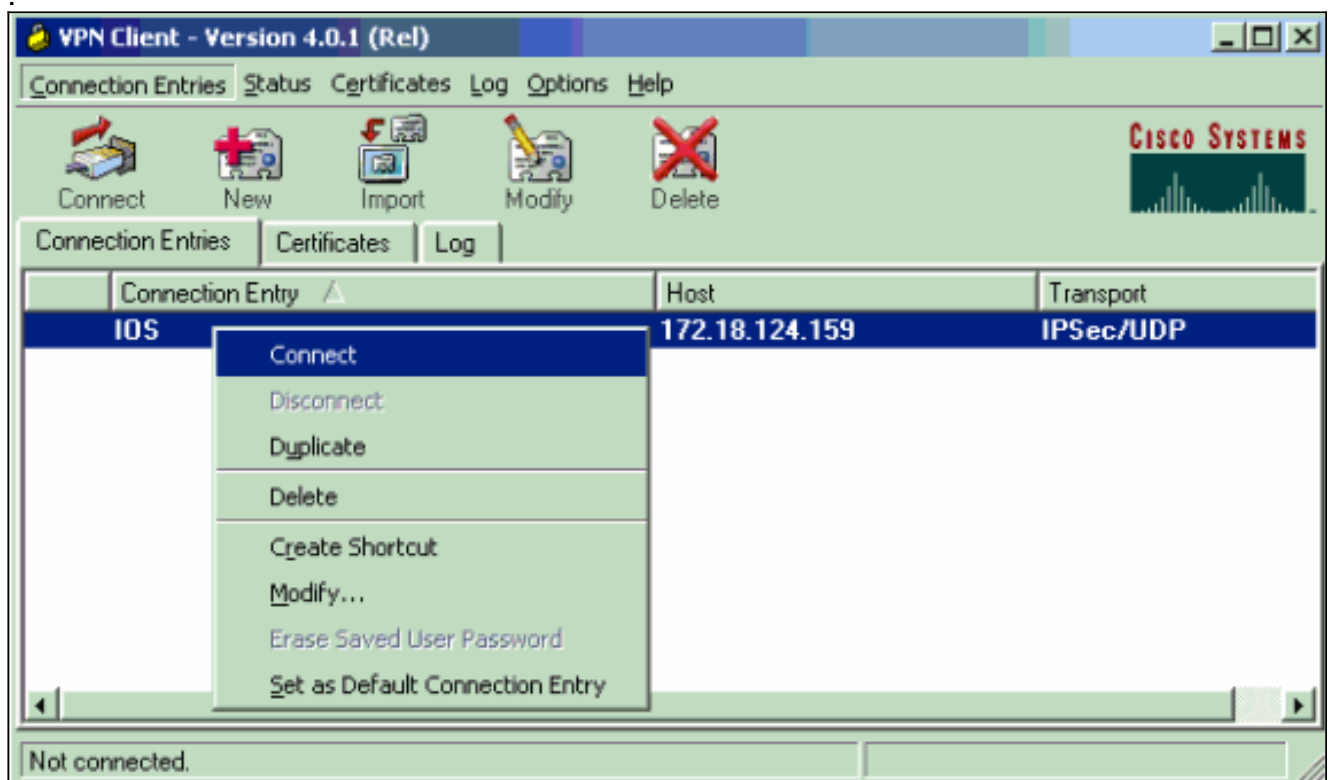 VPN Client - Version 4.0.1 (Rel)
Connection Entries Status Certificates Log Options Help
Connect New Import Modify Delete
CISCO SYSTEMS
Connection Entries Certificates Log
Connection Entry Host Transport
IOS 172.18.124.159 IPSec/UDP
Connect
Disconnect
Duplicate
Delete
Create Shortcut
Modify...
Erase Saved User Password
Set as Default Connection Entry
Not connected.